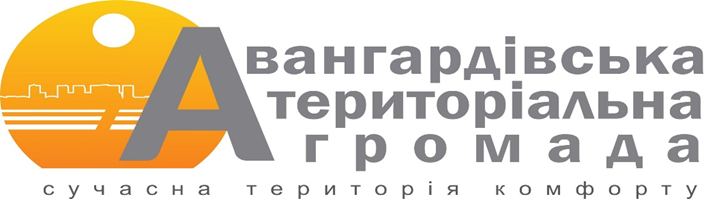 Авангардівська
територіальна
громада
сучасна територія комфорту